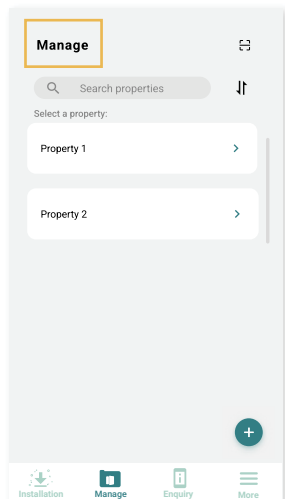 Manage
Search properties
Select a property:
Property 1
Property 2
Installation
Manage
Enquiry
More